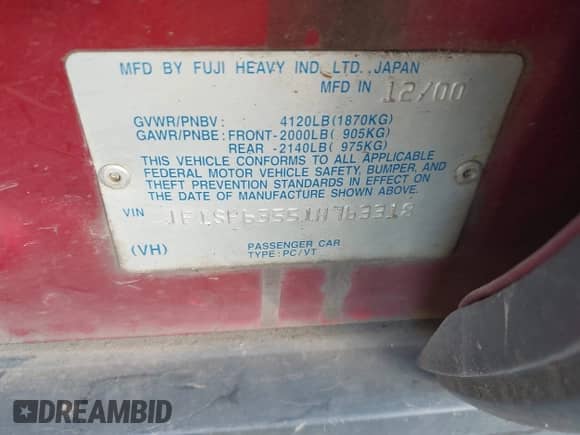 MFD BY FUJI HEAVY IND. LTD., JAPAN
MFD IN 12/00
GVWR/PNBV: 4120LB(1870KG)
GAWR/PNBE: FRONT-2000LB( 905KG)
REAR -2140LB( 975KG)
THIS VEHICLE CONFORMS TO ALL APPLICABLE
FEDERAL MOTOR VEHICLE SAFETY, BUMPER, AND
THEFT PREVENTION STANDARDS IN EFFECT ON
THE DATE OF MANUFACTURE SHOWN ABOVE.
VIN
(VH)
PASSENGER CAR
TYPE:PC/VT
DREAMBID